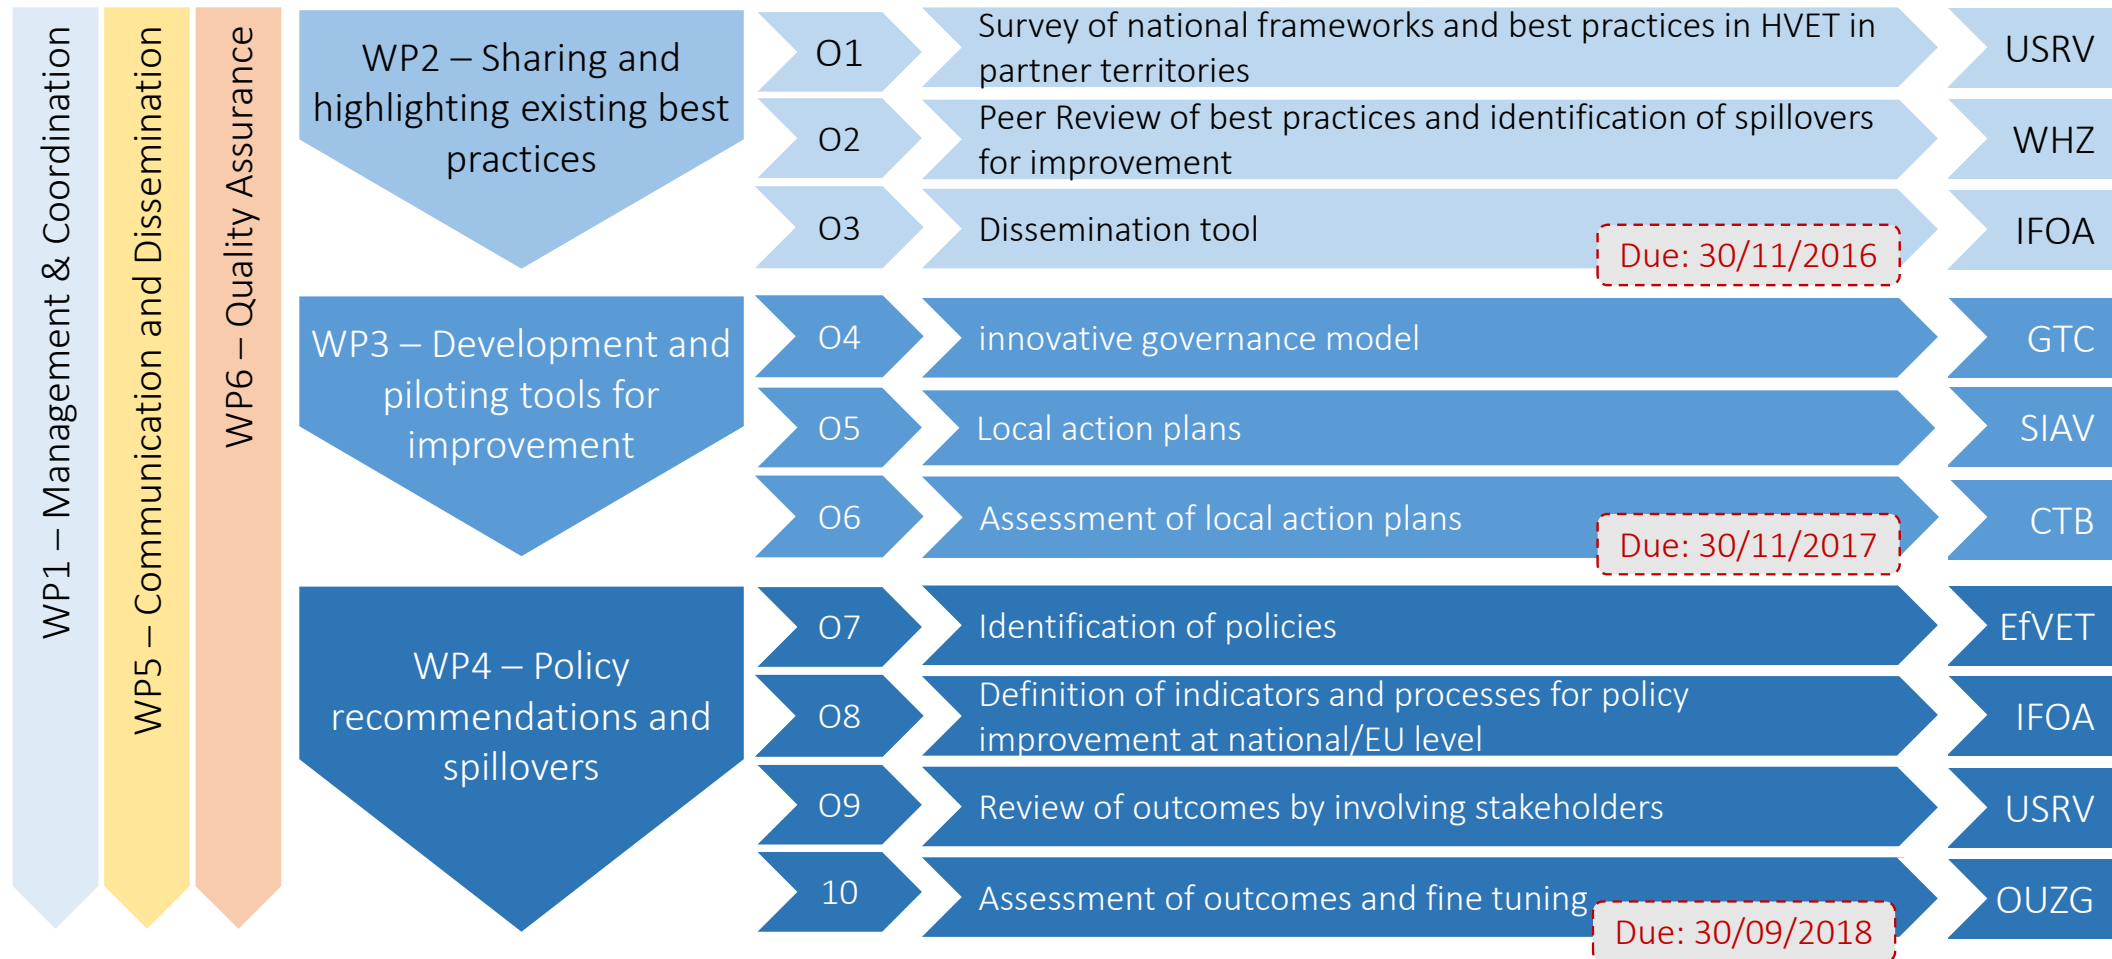 WP1 – Management & Coordination
WP5 – Communication and Dissemination
WP6 – Quality Assurance
WP2 – Sharing and
highlighting existing best
practices
O1
Survey of national frameworks and best practices in HVET in
partner territories
USRV
O2
Peer Review of best practices and identification of spillovers
for improvement
WHZ
O3
Dissemination tool
Due: 30/11/2016
IFOA
WP3 – Development and
piloting tools for
improvement
O4
innovative governance model
GTC
O5
Local action plans
SIAV
O6
Assessment of local action plans
Due: 30/11/2017
CTB
WP4 – Policy
recommendations and
spillovers
O7
Identification of policies
EfVET
O8
Definition of indicators and processes for policy
improvement at national/EU level
IFOA
O9
Review of outcomes by involving stakeholders
USRV
10
Assessment of outcomes and fine tuning
Due: 30/09/2018
OUZG